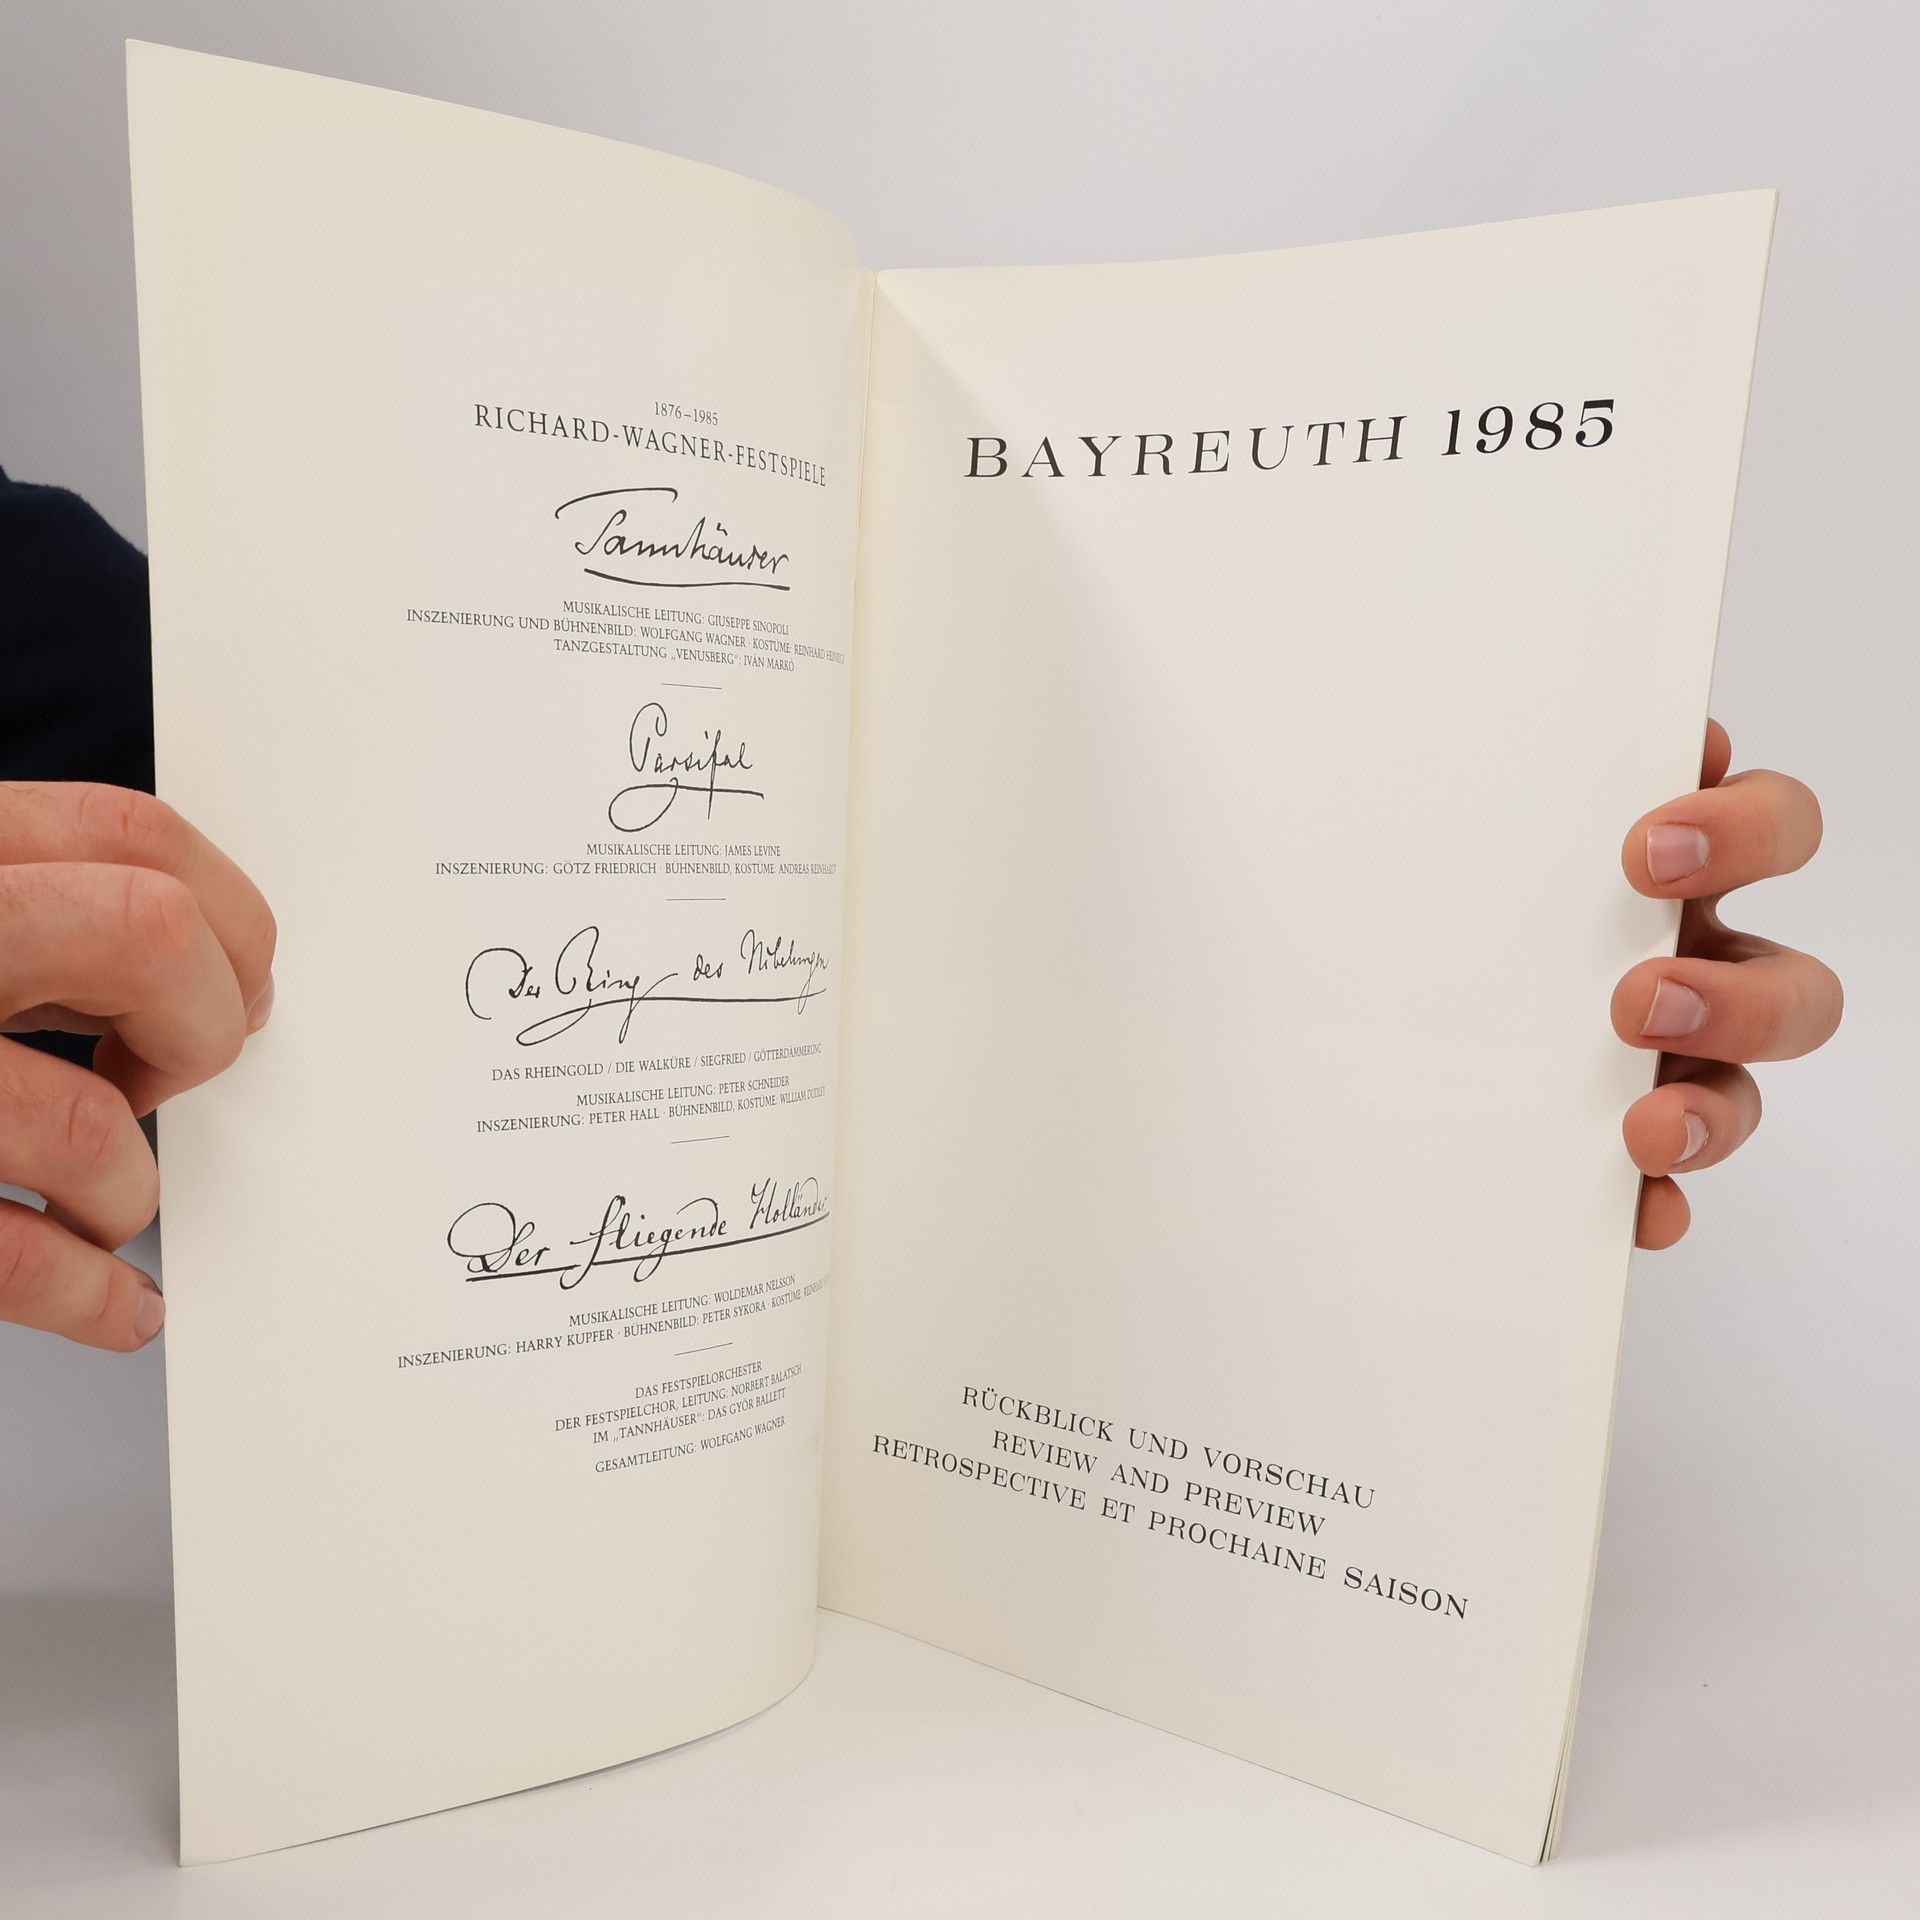 1876–1985
RICHARD-WAGNER-FESTSPIELE
Tannhäuser
MUSIKALISCHE LEITUNG: GIUSEPPE SINOPOLI
INSZENIERUNG UND BÜHNENBILD: WOLFGANG WAGNER · KOSTÜME: REINHARD HEINRICH
TANZGESTALTUNG „VENUSBERG“: IVÁN MARKÓ
Parsifal
MUSIKALISCHE LEITUNG: JAMES LEVINE
INSZENIERUNG: GÖTZ FRIEDRICH · BÜHNENBILD, KOSTÜME: ANDREAS REINHARDT
Der Ring des Nibelungen
DAS RHEINGOLD / DIE WALKÜRE / SIEGFRIED / GÖTTERDÄMMERUNG
MUSIKALISCHE LEITUNG: PETER SCHNEIDER
INSZENIERUNG: PETER HALL · BÜHNENBILD, KOSTÜME: WILLIAM DUDLEY
Der fliegende Holländer
MUSIKALISCHE LEITUNG: WOLDEMAR NELSSON
INSZENIERUNG: HARRY KUPFER · BÜHNENBILD: PETER SYKORA · KOSTÜME:
DAS FESTSPIELORCHESTER
DER FESTSPIELCHOR, LEITUNG: NORBERT BALATSCH
IM „TANNHÄUSER“: DAS GYÖR BALLETT
GESAMTLEITUNG: WOLFGANG WAGNER
BAYREUTH 1985
RÜCKBLICK UND VORSCHAU
REVIEW AND PREVIEW
RETROSPECTIVE ET PROCHAINE SAISON